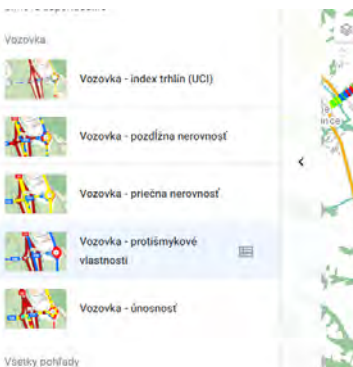 Vozovka
Vozovka - index trhlín (UCI)
Vozovka - pozdĺžna nerovnosť
Vozovka - priečna nerovnosť
Vozovka - protišmykové
vlastnosti
Vozovka - únosnosť
Všetky pohľady